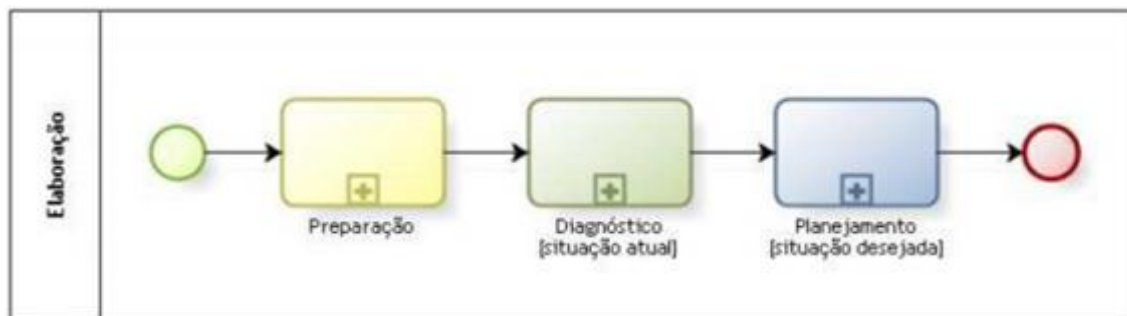 Elaboração
Preparação
Diagnóstico
[situação atual]
Planejamento
[situação desejada]